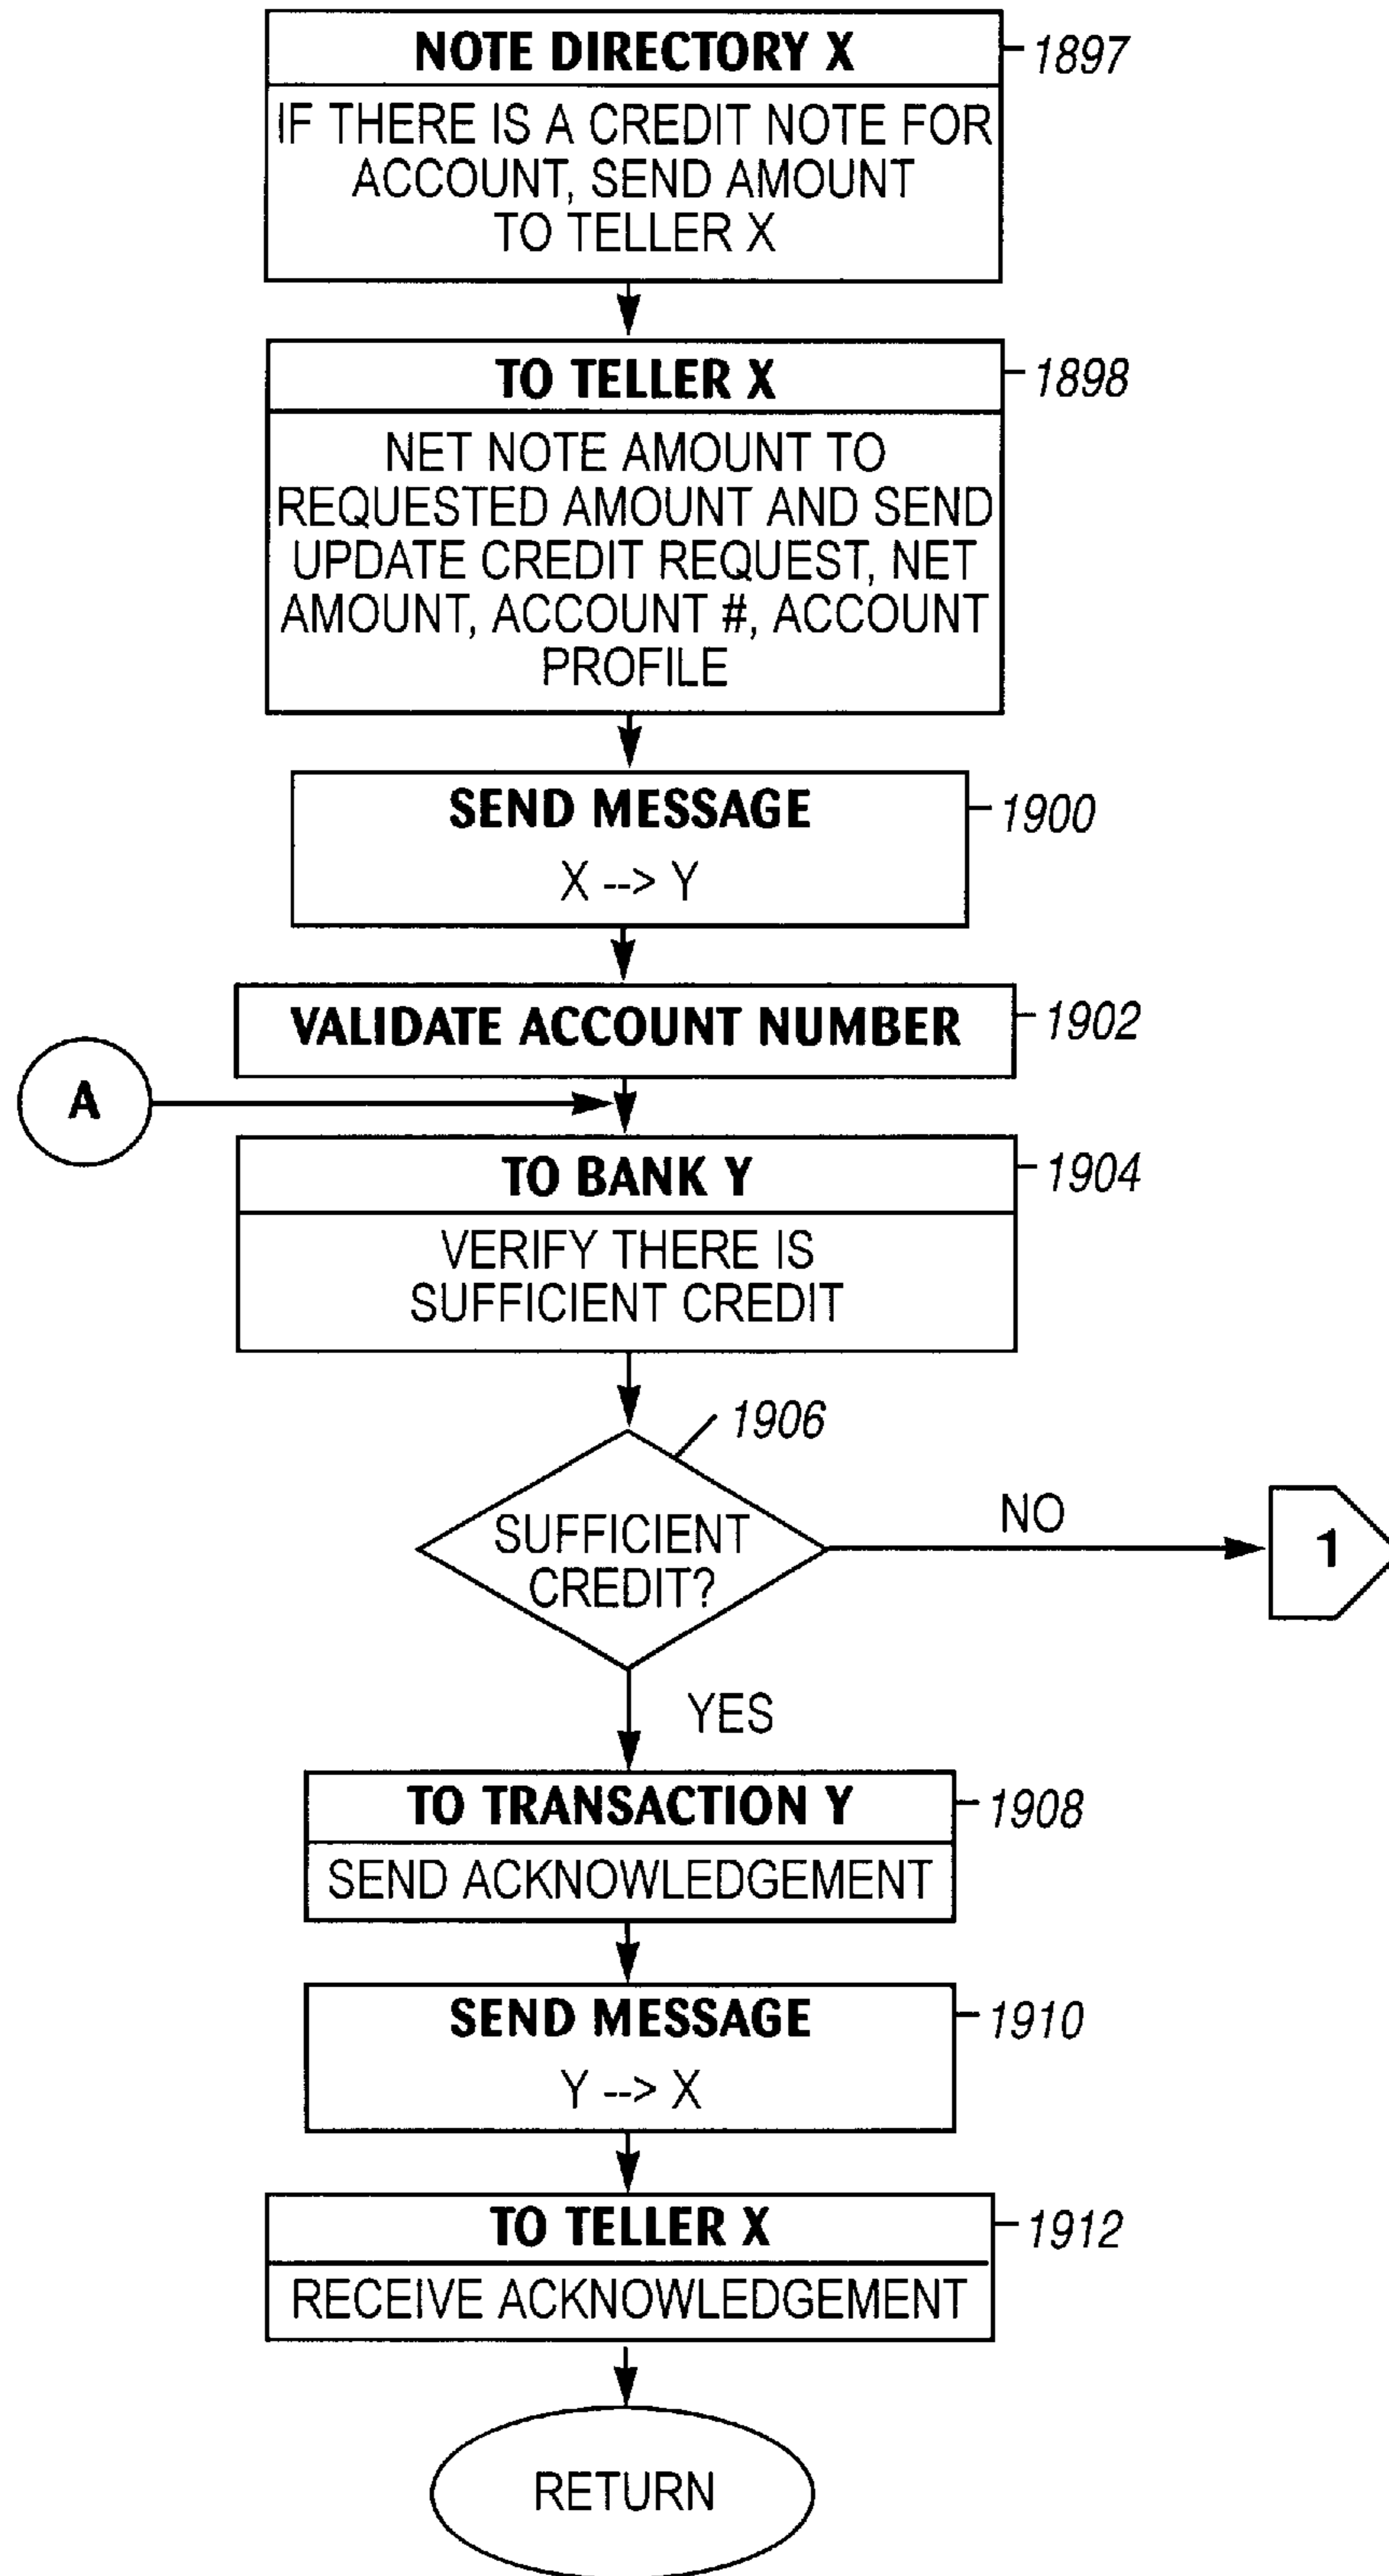 NOTE DIRECTORY X
1897
IF THERE IS A CREDIT NOTE FOR
ACCOUNT, SEND AMOUNT
TO TELLER X
TO TELLER X
1898
NET NOTE AMOUNT TO
REQUESTED AMOUNT AND SEND
UPDATE CREDIT REQUEST, NET
AMOUNT, ACCOUNT #, ACCOUNT
PROFILE
SEND MESSAGE
1900
X --> Y
VALIDATE ACCOUNT NUMBER
1902
A
TO BANK Y
1904
VERIFY THERE IS
SUFFICIENT CREDIT
1906
SUFFICIENT
CREDIT?
NO
1
YES
TO TRANSACTION Y
1908
SEND ACKNOWLEDGEMENT
SEND MESSAGE
1910
Y --> X
TO TELLER X
1912
RECEIVE ACKNOWLEDGEMENT
RETURN